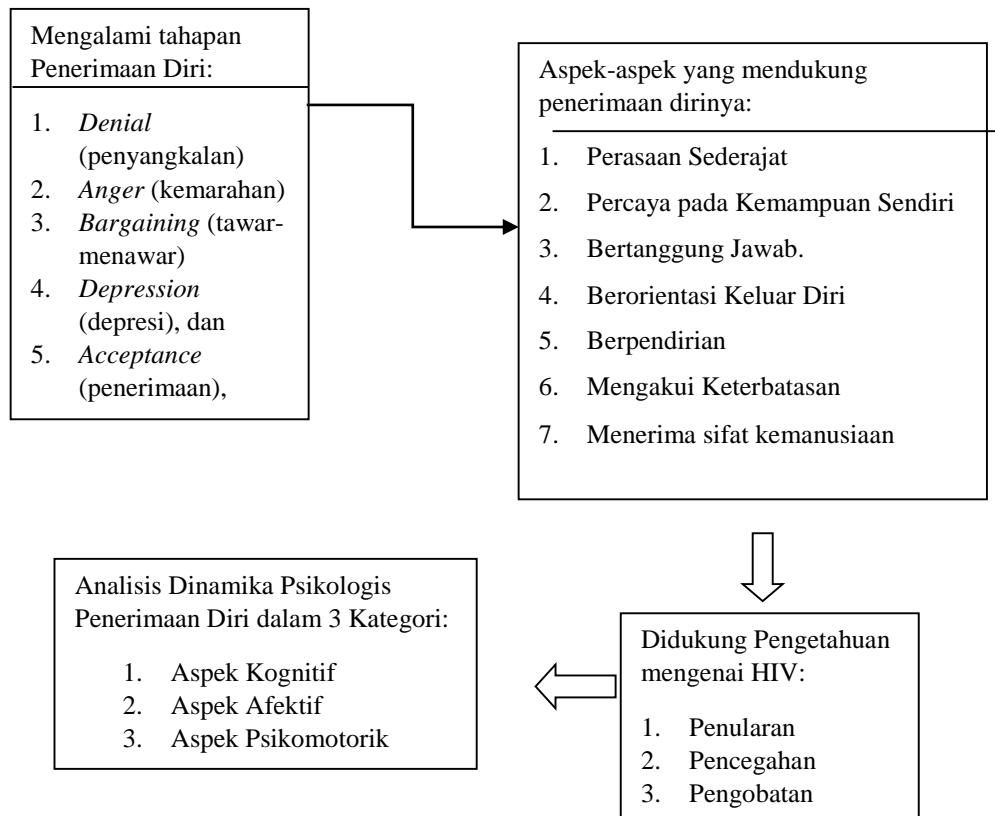 Mengalami tahapan
Penerimaan Diri:
1. Denial
(penyangkalan)
2. Anger (kemarahan)
3. Bargaining (tawar-
menawar)
4. Depression
(depresi), dan
5. Acceptance
(penerimaan),
Aspek-aspek yang mendukung
penerimaan dirinya:
1. Perasaan Sederajat
2. Percaya pada Kemampuan Sendiri
3. Bertanggung Jawab.
4. Berorientasi Keluar Diri
5. Berpendirian
6. Mengakui Keterbatasan
7. Menerima sifat kemanusiaan
Didukung Pengetahuan
mengenai HIV:
1. Penularan
2. Pencegahan
3. Pengobatan
Analisis Dinamika Psikologis
Penerimaan Diri dalam 3 Kategori:
1. Aspek Kognitif
2. Aspek Afektif
3. Aspek Psikomotorik